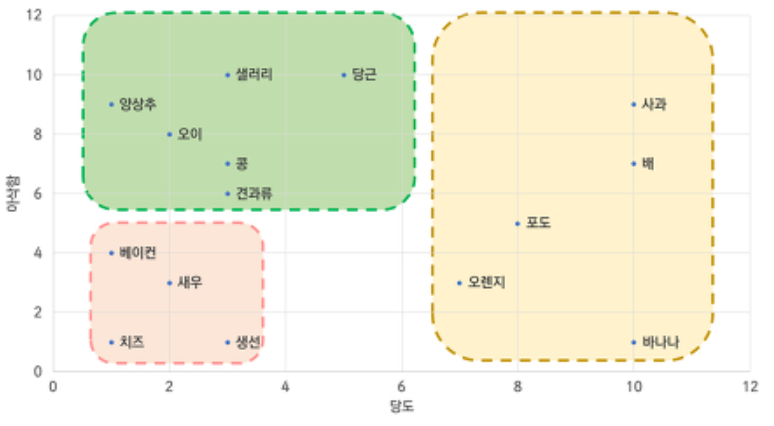 12
10
8
6
4
2
0
아삭함
샐러리
당근
양상추
오이
콩
견과류
사과
배
포도
오렌지
바나나
베이컨
새우
치즈
생선
0
2
4
6
8
10
12
당도